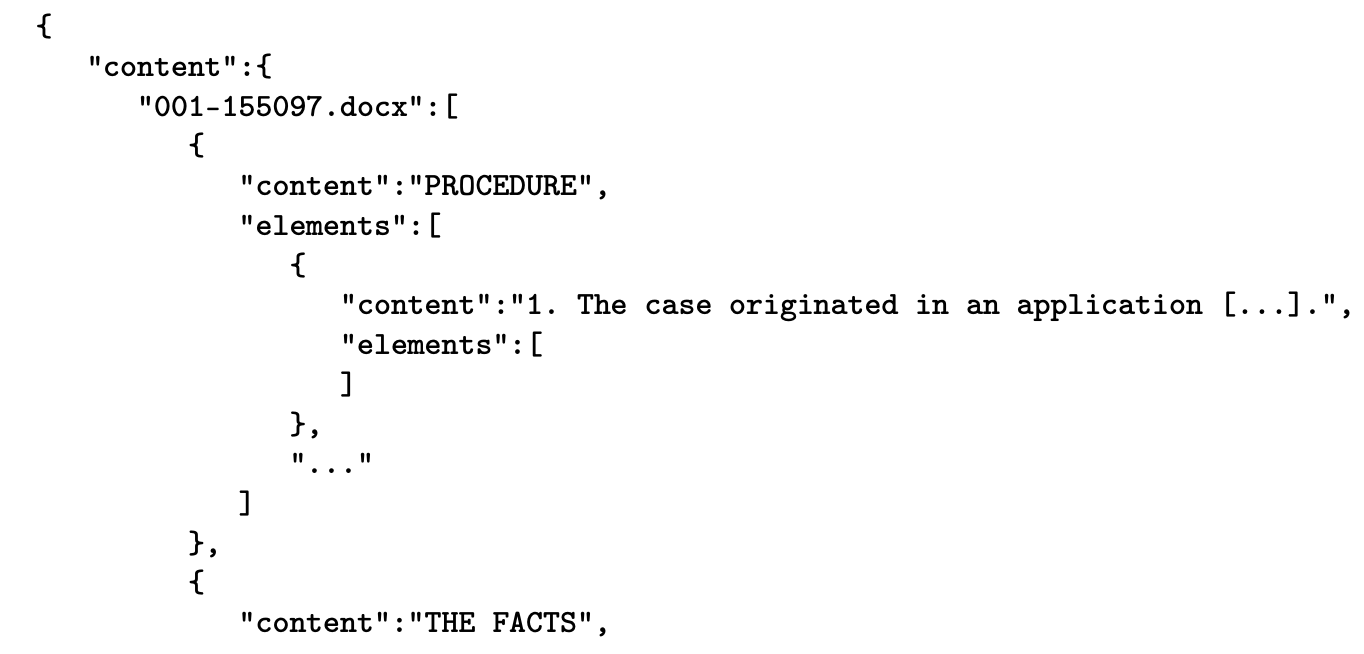 {
"content":{
"001-155097.docx":[
{
"content":"PROCEDURE",
"elements":[
{
"content":"1. The case originated in an application [...].",
"elements":[
]
},
"..."
]
},
{
"content":"THE FACTS",